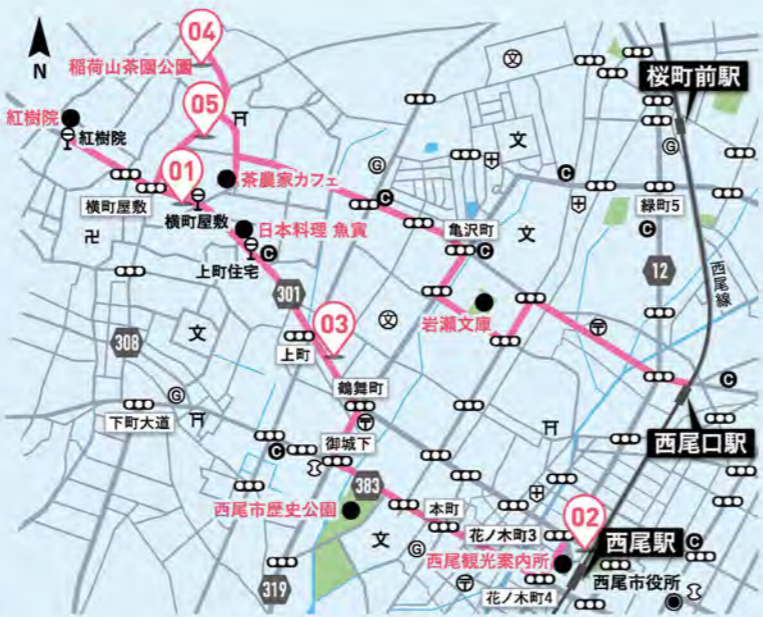 04
桜町前駅
稲荷山茶園公園
N
文
G
05
紅樹院
紅樹院
文
G
01
茶農家カフェ
C
C
横町屋敷
横町屋敷
緑町5
日本料理 魚寅
亀沢町
C
文
C
卍
上町住宅
C
12
西尾線
301
岩瀬文庫
308
文
03
文
上町
鶴舞町
G
C
下町大道
西尾口駅
御城下
C
383
本町
02
西尾市歴史公園
花ノ木町3
文
G
西尾駅
C
西尾観光案内所
西尾市役所
319
花ノ木町4
C